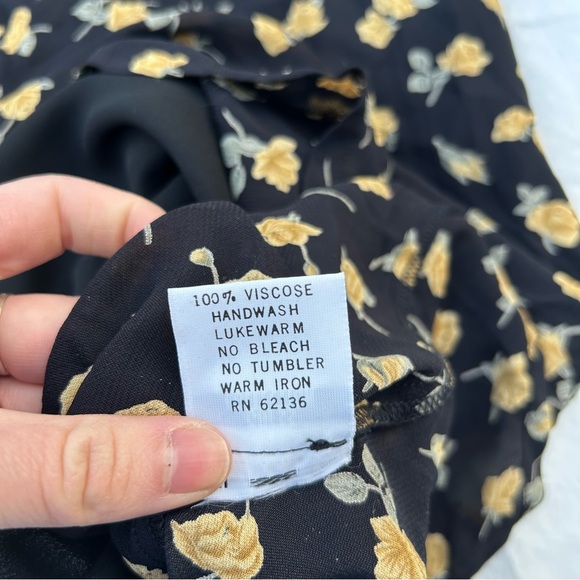 100% VISCOSE
HANDWASH
LUKEWARM
NO BLEACH
NO TUMBLER
WARM IRON
RN 62136